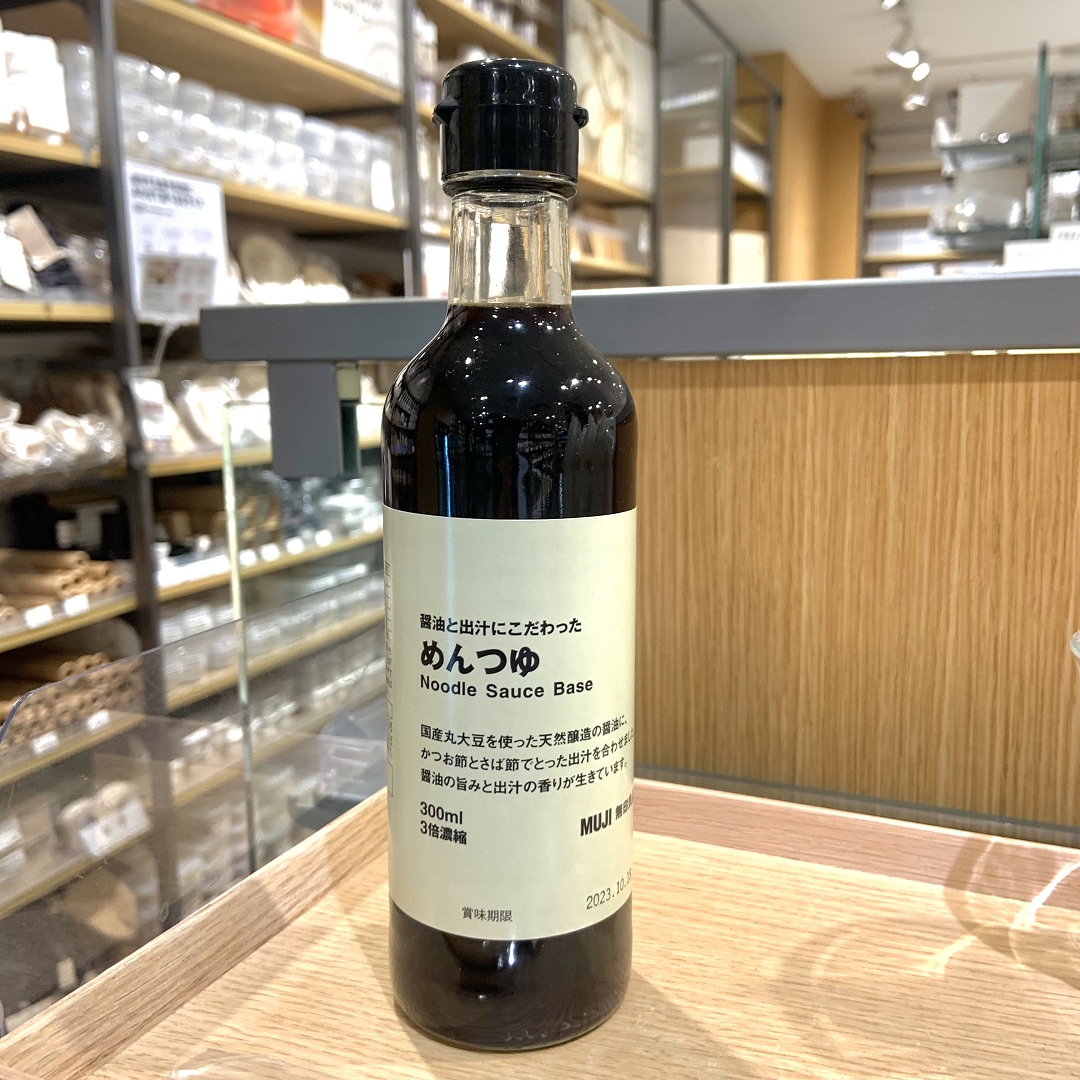 醤油と出汁にこだわった
めんつゆ
Noodle Sauce Base
国産丸大豆を使った天然醸造の醤油に、
かつお節とさば節でとった出汁を合わせました
醤油の旨みと出汁の香りが生きています。
300ml
3倍濃縮
MUJI 無印
賞味期限
2023.10.18